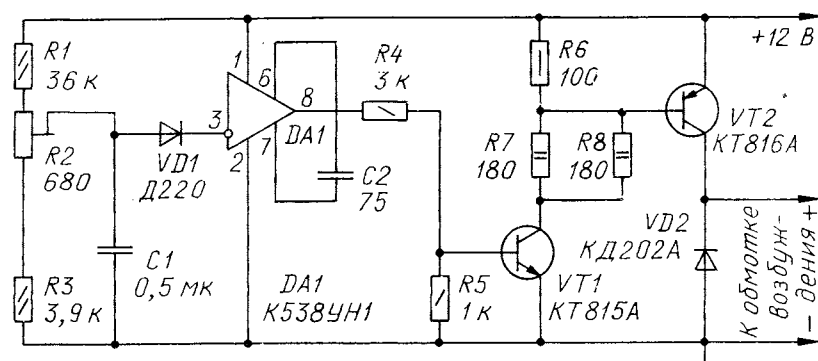 R1
36 к
R2
680
R3
3,9 к
C1
0,5 мк
VD1
Д220
3
1
2
6
7
8
DA1
C2
75
DA1
К538УН1
R4
3 к
R5
1 к
R6
100
R7
180
R8
180
VT1
КТ815А
VT2
КТ816А
VD2
КД202А
+12 В
К обмотке
возбуж-
– дения +